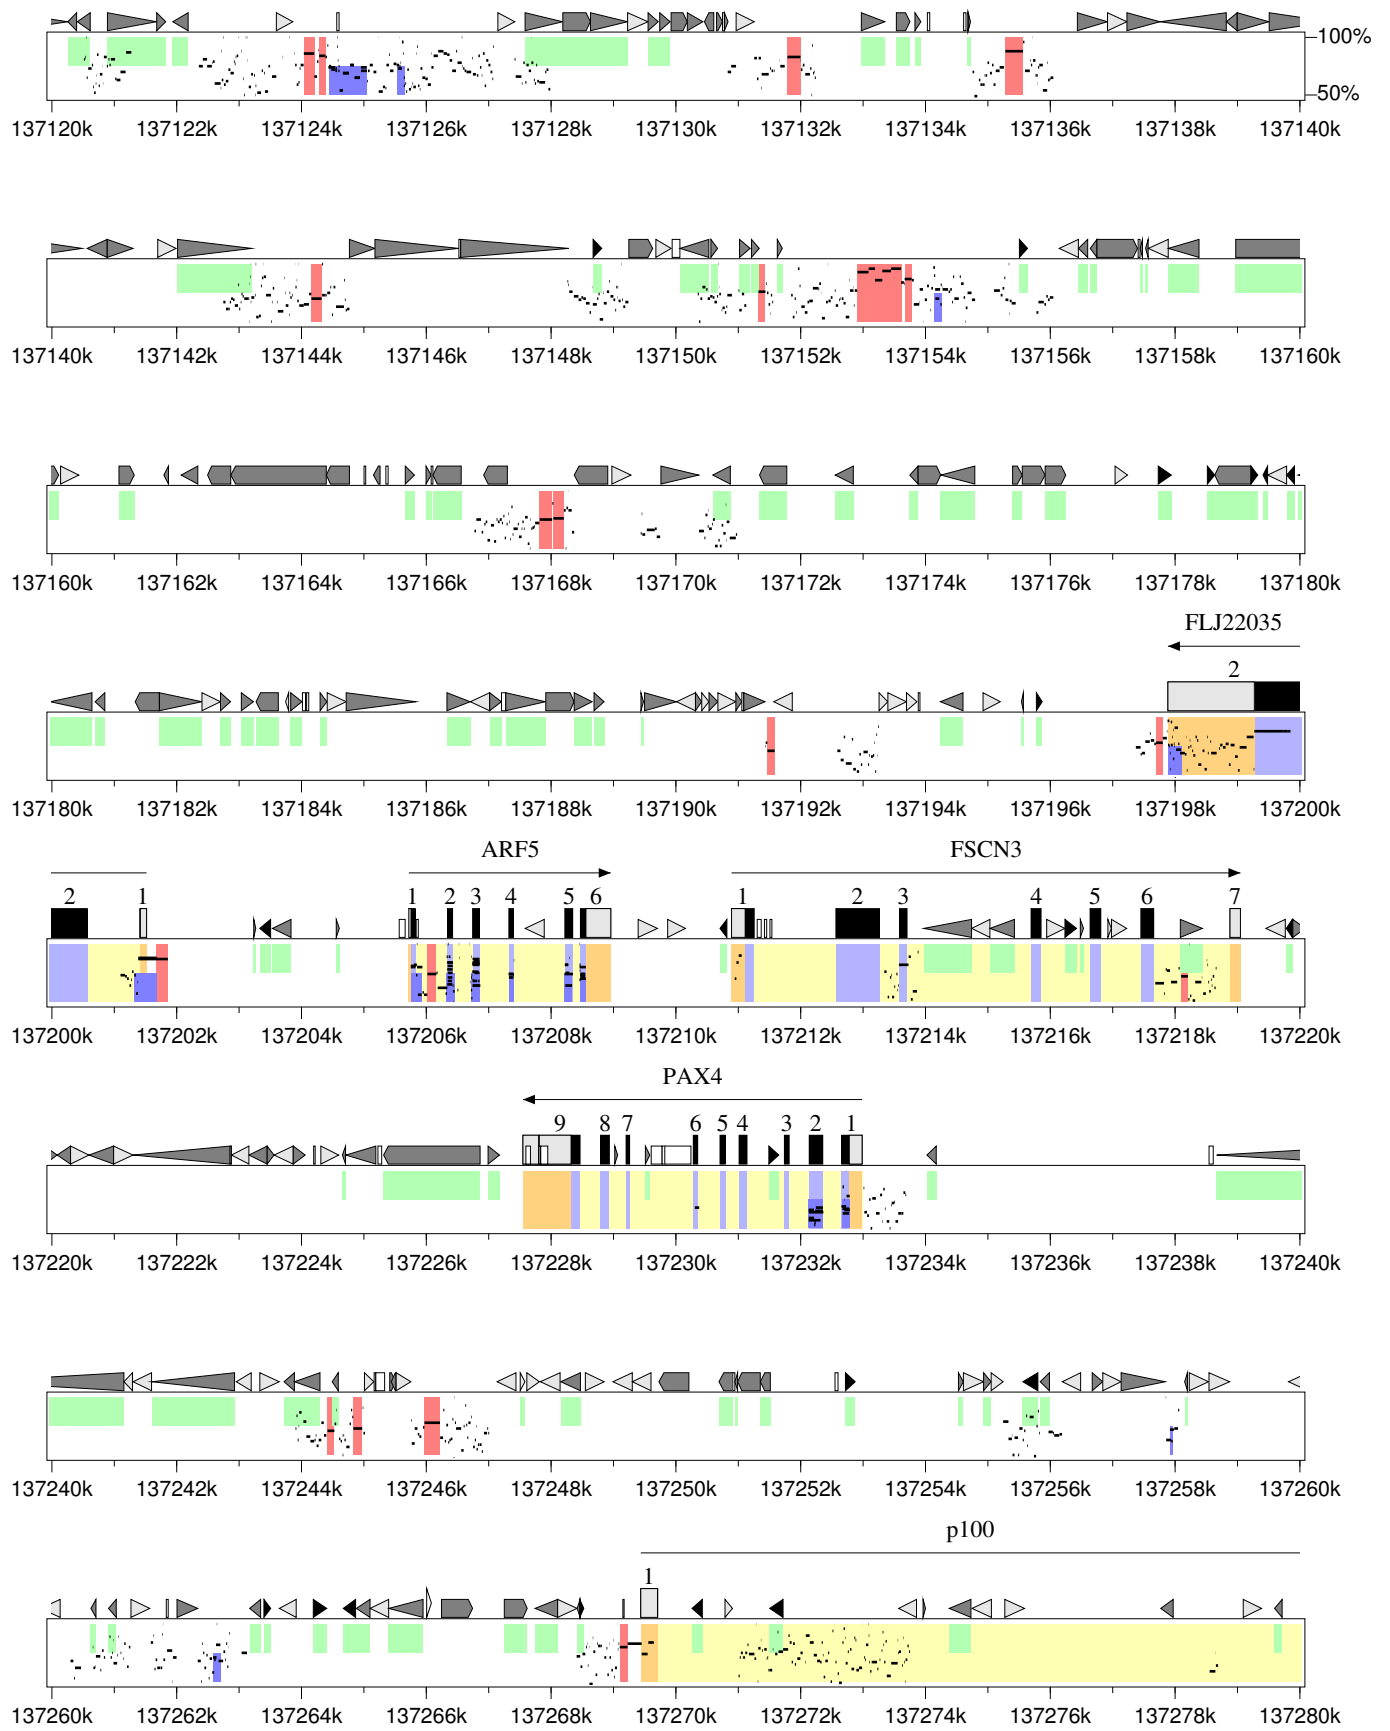 100%
50%
137120k 137122k 137124k 137126k 137128k 137130k 137132k 137134k 137136k 137138k 137140k
137140k 137142k 137144k 137146k 137148k 137150k 137152k 137154k 137156k 137158k 137160k
137160k 137162k 137164k 137166k 137168k 137170k 137172k 137174k 137176k 137178k 137180k
FLJ22035
2
137180k 137182k 137184k 137186k 137188k 137190k 137192k 137194k 137196k 137198k 137200k
ARF5 FSCN3
2 1 1 2 3 4 5 6 1 2 3 4 5 6 7
137200k 137202k 137204k 137206k 137208k 137210k 137212k 137214k 137216k 137218k 137220k
PAX4
9 8 7 6 5 4 3 2 1
137220k 137222k 137224k 137226k 137228k 137230k 137232k 137234k 137236k 137238k 137240k
137240k 137242k 137244k 137246k 137248k 137250k 137252k 137254k 137256k 137258k 137260k
p100
1
137260k 137262k 137264k 137266k 137268k 137270k 137272k 137274k 137276k 137278k 137280k